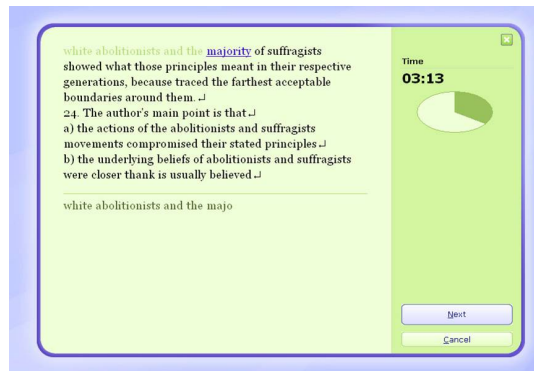 white abolitionists and the majority of suffragists
showed what those principles meant in their respective
generations, because traced the farthest acceptable
boundaries around them. ↵
24. The author's main point is that ↵
a) the actions of the abolitionists and suffragists
movements compromised their stated principles ↵
b) the underlying beliefs of abolitionists and suffragists
were closer thank is usually believed ↵
white abolitionists and the majo
Time
03:13
Next
Cancel